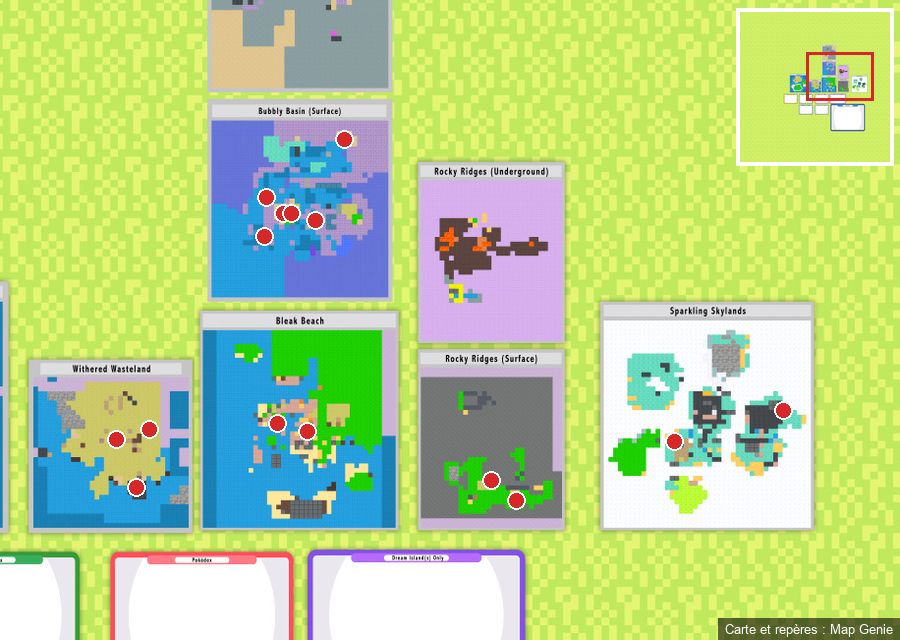 Bubbly Basin (Surface)
Rocky Ridges (Underground)
Bleak Beach
Sparkling Skylands
Withered Wasteland
Rocky Ridges (Surface)
Pokédex
Dream Island(s) Only
Carte et repères : Map Genie